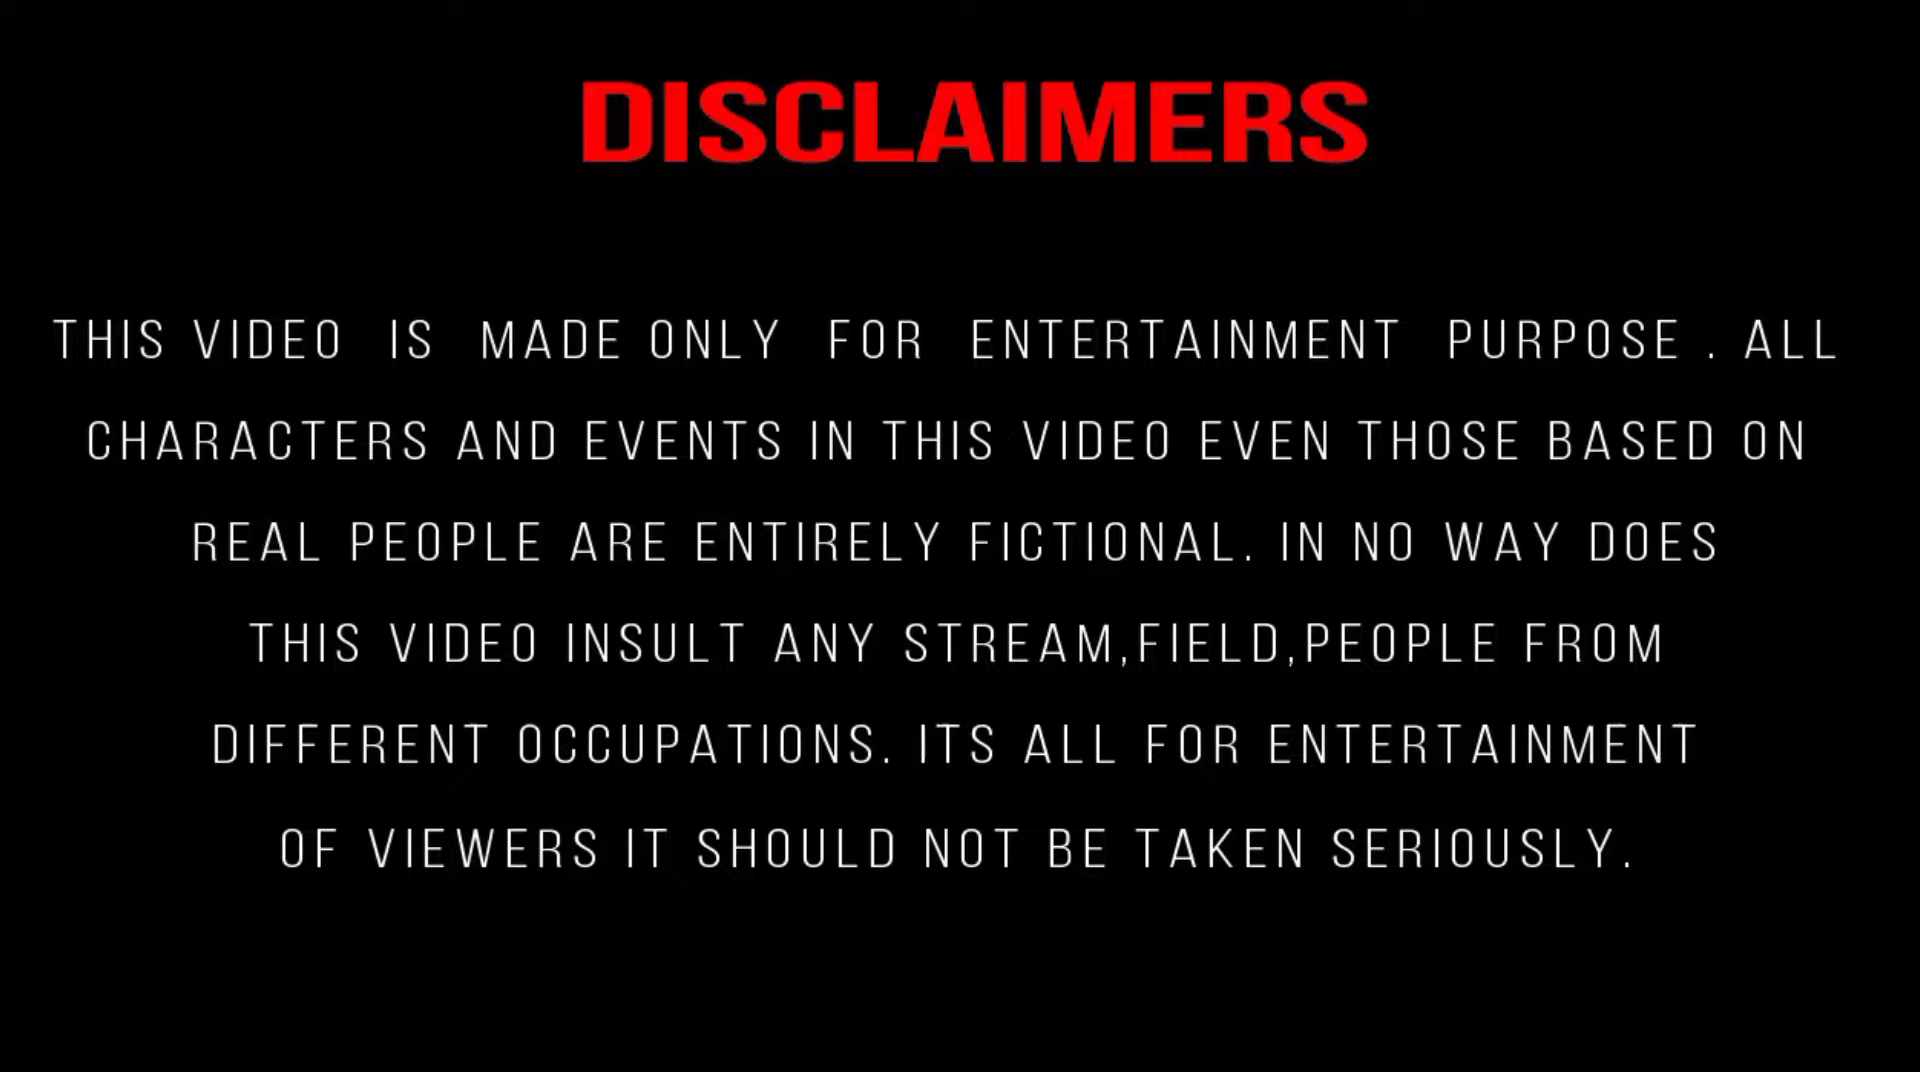 DISCLAIMERS
THIS VIDEO IS MADE ONLY FOR ENTERTAINMENT PURPOSE . ALL
CHARACTERS AND EVENTS IN THIS VIDEO EVEN THOSE BASED ON
REAL PEOPLE ARE ENTIRELY FICTIONAL. IN NO WAY DOES
THIS VIDEO INSULT ANY STREAM,FIELD,PEOPLE FROM
DIFFERENT OCCUPATIONS. ITS ALL FOR ENTERTAINMENT
OF VIEWERS IT SHOULD NOT BE TAKEN SERIOUSLY.